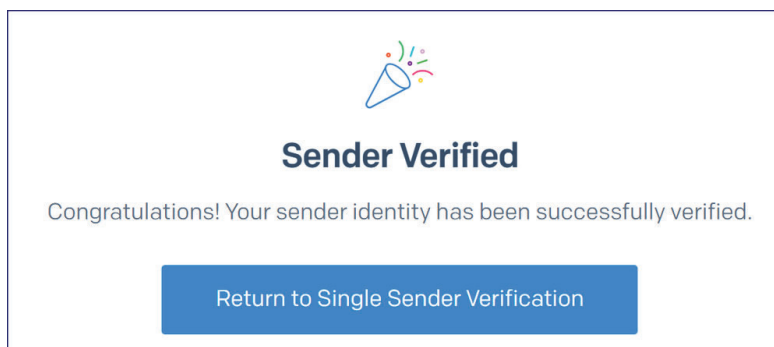 Sender Verified
Congratulations! Your sender identity has been successfully verified.
Return to Single Sender Verification